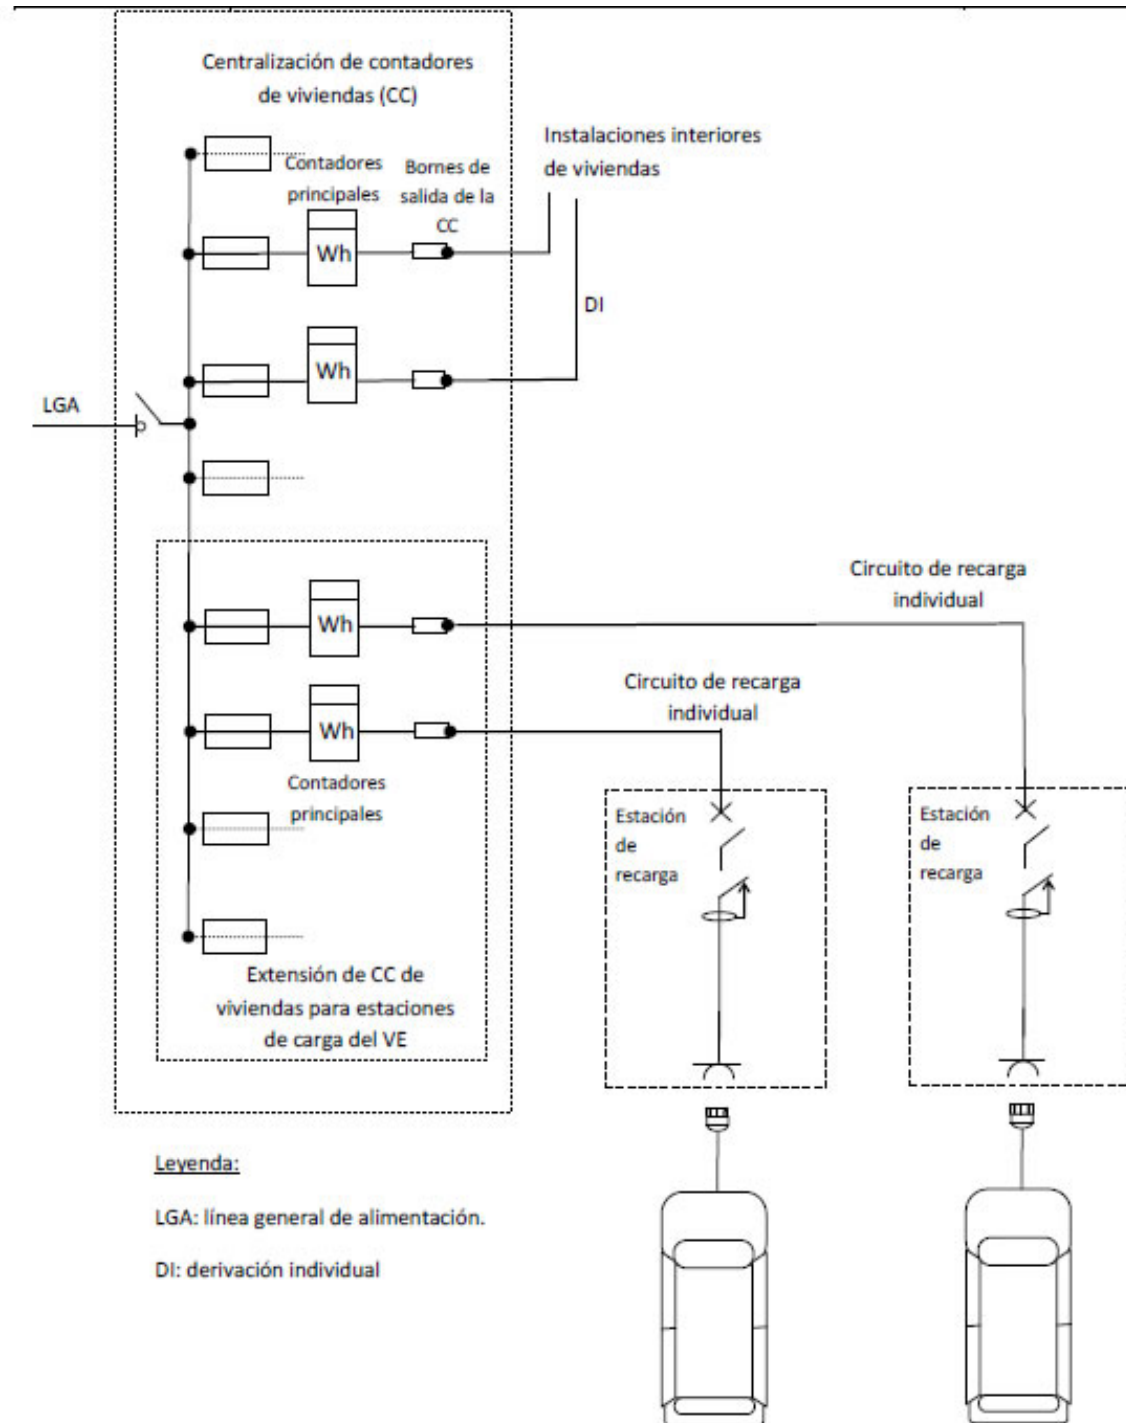 Centralización de contadores
de viviendas (CC)
Contadores
principales
Bornes de
salida de la
CC
Instalaciones interiores
de viviendas
Wh
DI
Wh
LGA
Circuito de recarga
individual
Wh
Circuito de recarga
individual
Wh
Contadores
principales
Estación
de
recarga
Estación
de
recarga
Extensión de CC de
viviendas para estaciones
de carga del VE
Leyenda:
LGA: línea general de alimentación.
DI: derivación individual